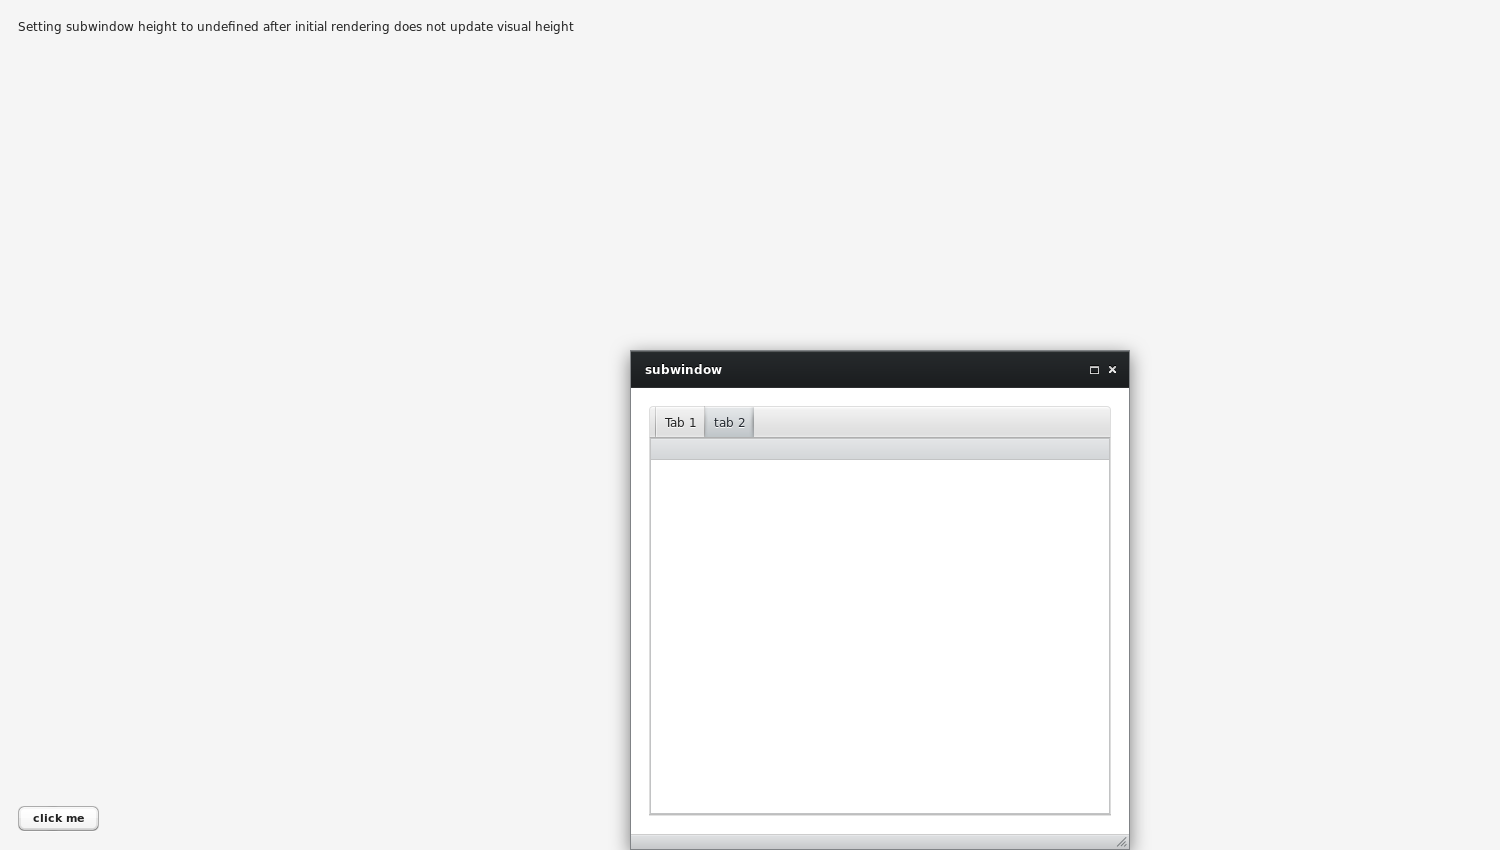 Setting subwindow height to undefined after initial rendering does not update visual height
subwindow
Tab 1 tab 2
click me